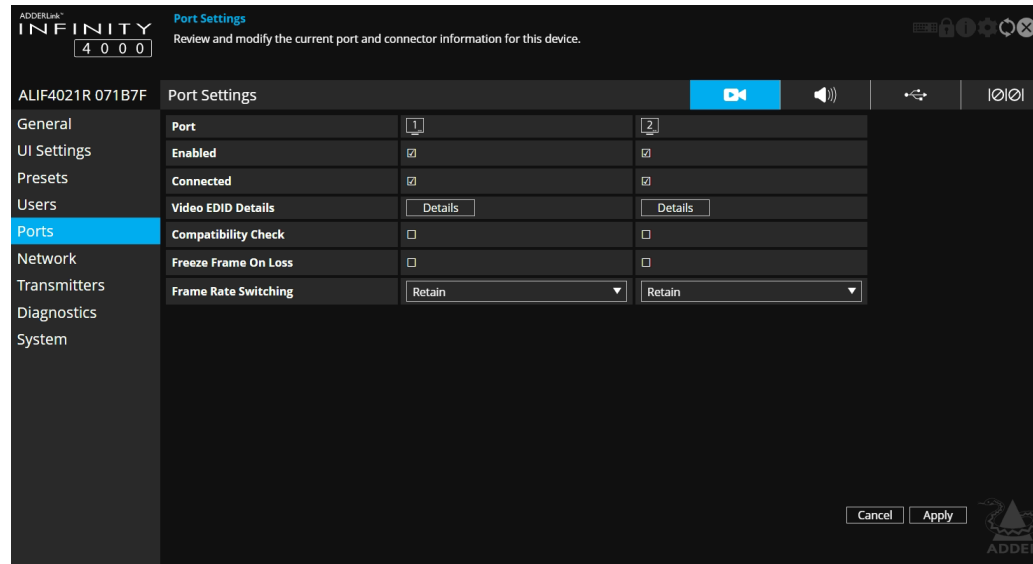 ADDERLink™
INFINITY
4000
Port Settings
Review and modify the current port and connector information for this device.
ALIF4021R 071B7F
Port Settings
General
UI Settings
Presets
Users
Ports
Network
Transmitters
Diagnostics
System
Port 1 2
Enabled
Connected
Video EDID Details Details Details
Compatibility Check
Freeze Frame On Loss
Frame Rate Switching Retain Retain
Cancel Apply
ADDER